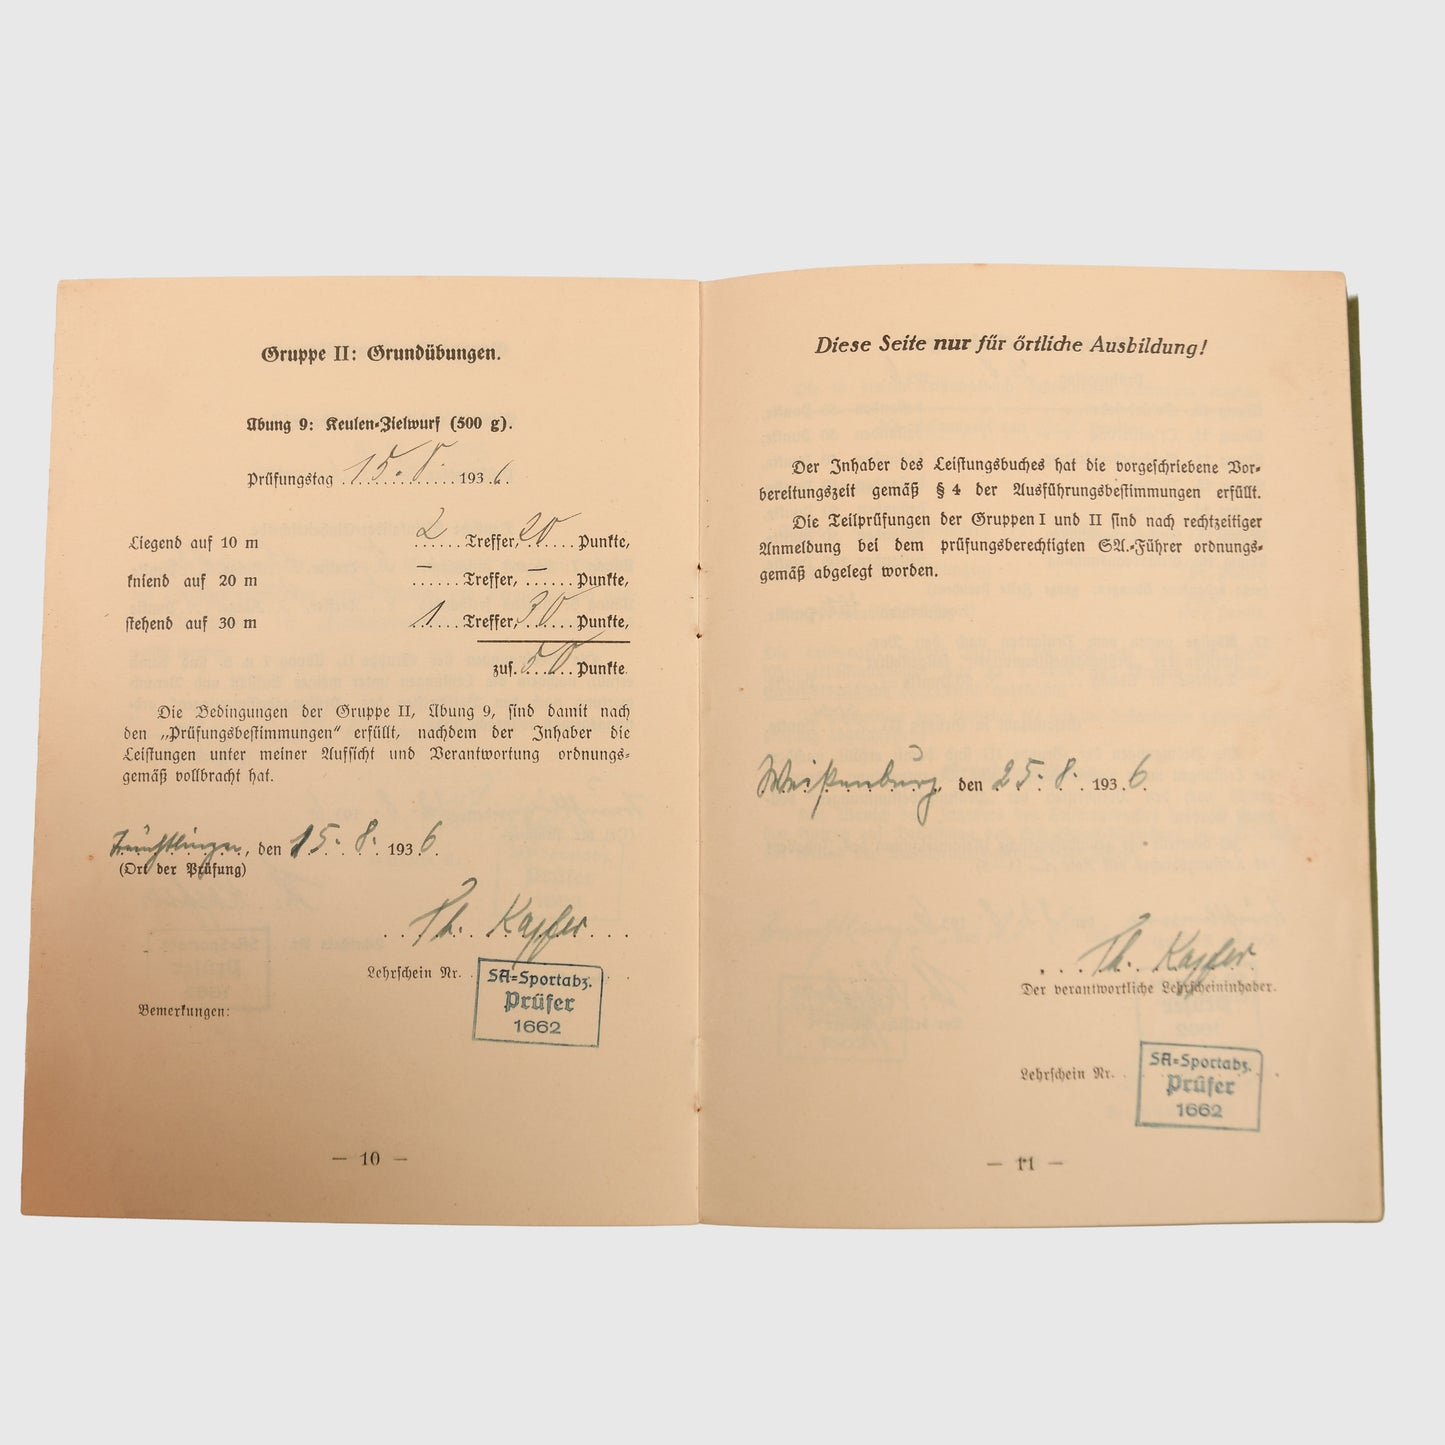 Gruppe II: Grundübungen.
Übung 9: Keulen=Zielwurf (500 g).
Prüfungstag 15. 8. 1936.
Liegend auf 10 m 2 Treffer, 20 Punkte,
kniend auf 20 m – Treffer, – Punkte,
stehend auf 30 m 1 Treffer, 30 Punkte,
zus. 50 Punkte.
Die Bedingungen der Gruppe II, Übung 9, sind damit nach
den „Prüfungsbestimmungen“ erfüllt, nachdem der Inhaber die
Leistungen unter meiner Aufsicht und Verantwortung ordnungs=
gemäß vollbracht hat.
, den 15. 8. 1936.
(Ort der Prüfung)
Th. Kapfer
Lehrschein Nr.
SA=Sportabz.
Prüfer
1662
Bemerkungen:
— 10 —
Diese Seite nur für örtliche Ausbildung!
Der Inhaber des Leistungsbuches hat die vorgeschriebene Vor=
bereitungszeit gemäß § 4 der Ausführungsbestimmungen erfüllt.
Die Teilprüfungen der Gruppen I und II sind nach rechtzeitiger
Anmeldung bei dem prüfungsberechtigten SA.=Führer ordnungs=
gemäß abgelegt worden.
Weißenburg, den 25. 8. 1936
Th. Kapfer
Der verantwortliche Lehrscheininhaber.
Lehrschein Nr.
SA=Sportabz.
Prüfer
1662
— 11 —